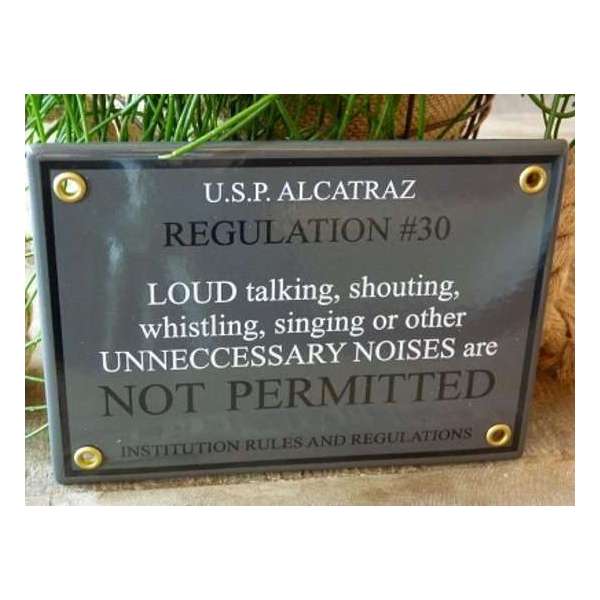 U.S.P. ALCATRAZ
REGULATION #30
LOUD talking, shouting,
whistling, singing or other
UNNECCESSARY NOISES are
NOT PERMITTED
INSTITUTION RULES AND REGULATIONS